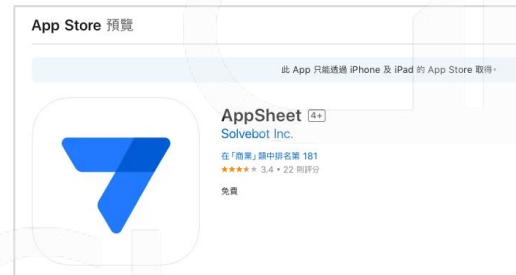 App Store 預覽
此 App 只能透過 iPhone 及 iPad 的 App Store 取得。
AppSheet 4+
Solvebot Inc.
在「商業」類中排名第 181
★★★★★ 3.4 • 22 則評分
免費